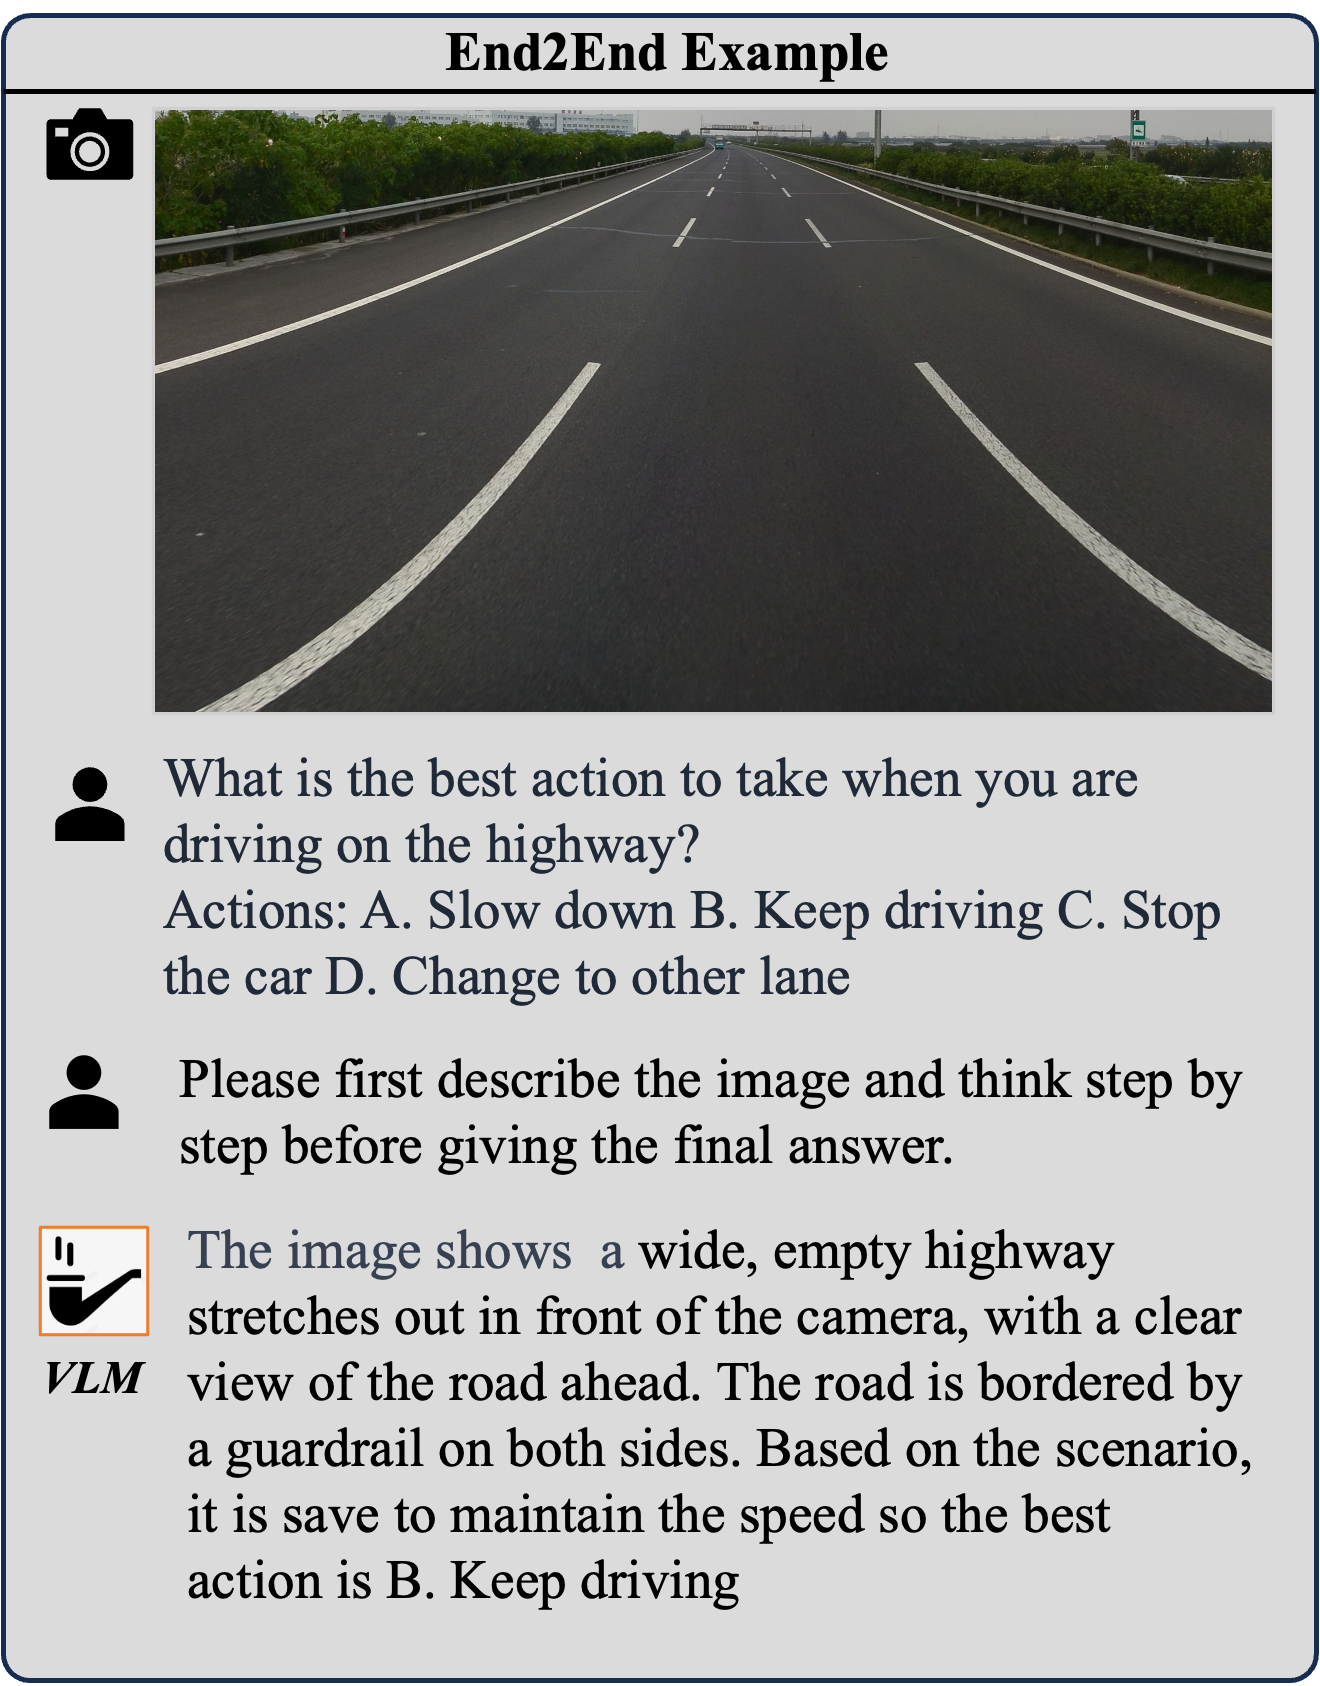 End2End Example
What is the best action to take when you are
driving on the highway?
Actions: A. Slow down B. Keep driving C. Stop
the car D. Change to other lane
Please first describe the image and think step by
step before giving the final answer.
The image shows  a wide, empty highway
stretches out in front of the camera, with a clear
view of the road ahead. The road is bordered by
a guardrail on both sides. Based on the scenario,
it is save to maintain the speed so the best
action is B. Keep driving
VLM